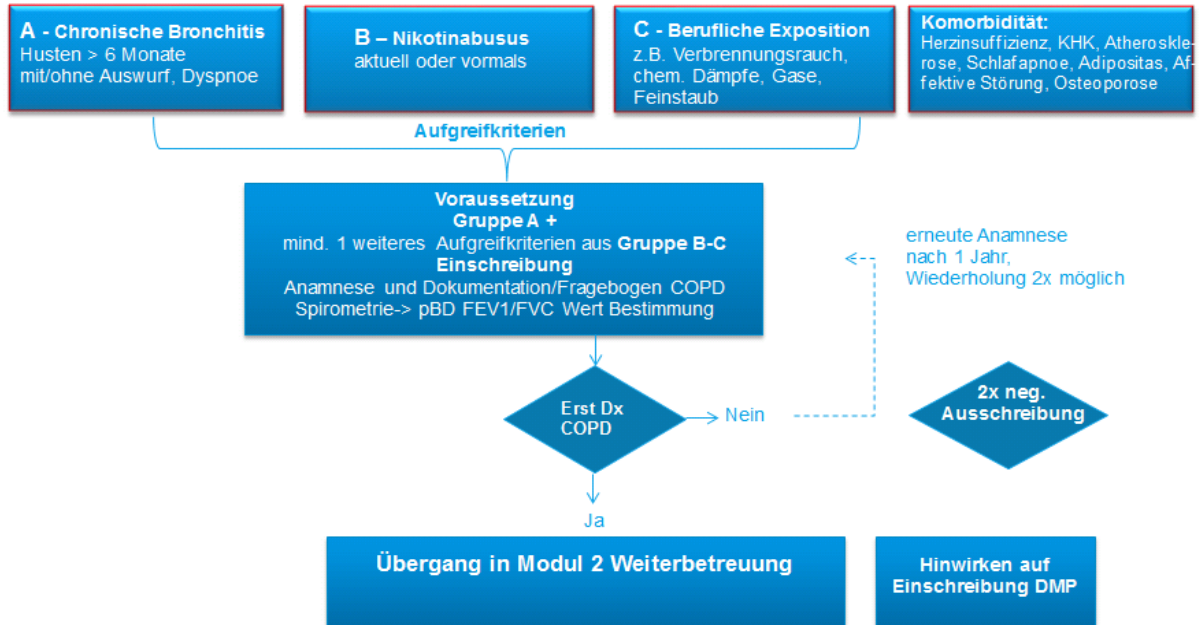 A - Chronische Bronchitis
Husten > 6 Monate
mit/ohne Auswurf, Dyspnoe
B – Nikotinabusus
aktuell oder vormals
C - Berufliche Exposition
z.B. Verbrennungsrauch,
chem. Dämpfe, Gase,
Feinstaub
Komorbidität:
Herzinsuffizienz, KHK, Atheroskle-
rose, Schlafapnoe, Adipositas, Af-
fektive Störung, Osteoporose
Aufgreifkriterien
Voraussetzung
Gruppe A +
mind. 1 weiteres Aufgreifkriterien aus Gruppe B-C
Einschreibung
Anamnese und Dokumentation/Fragebogen COPD
Spirometrie-> pBD FEV1/FVC Wert Bestimmung
erneute Anamnese
nach 1 Jahr,
Wiederholung 2x möglich
Erst Dx
COPD
Nein
2x neg.
Ausschreibung
Ja
Übergang in Modul 2 Weiterbetreuung
Hinwirken auf
Einschreibung DMP